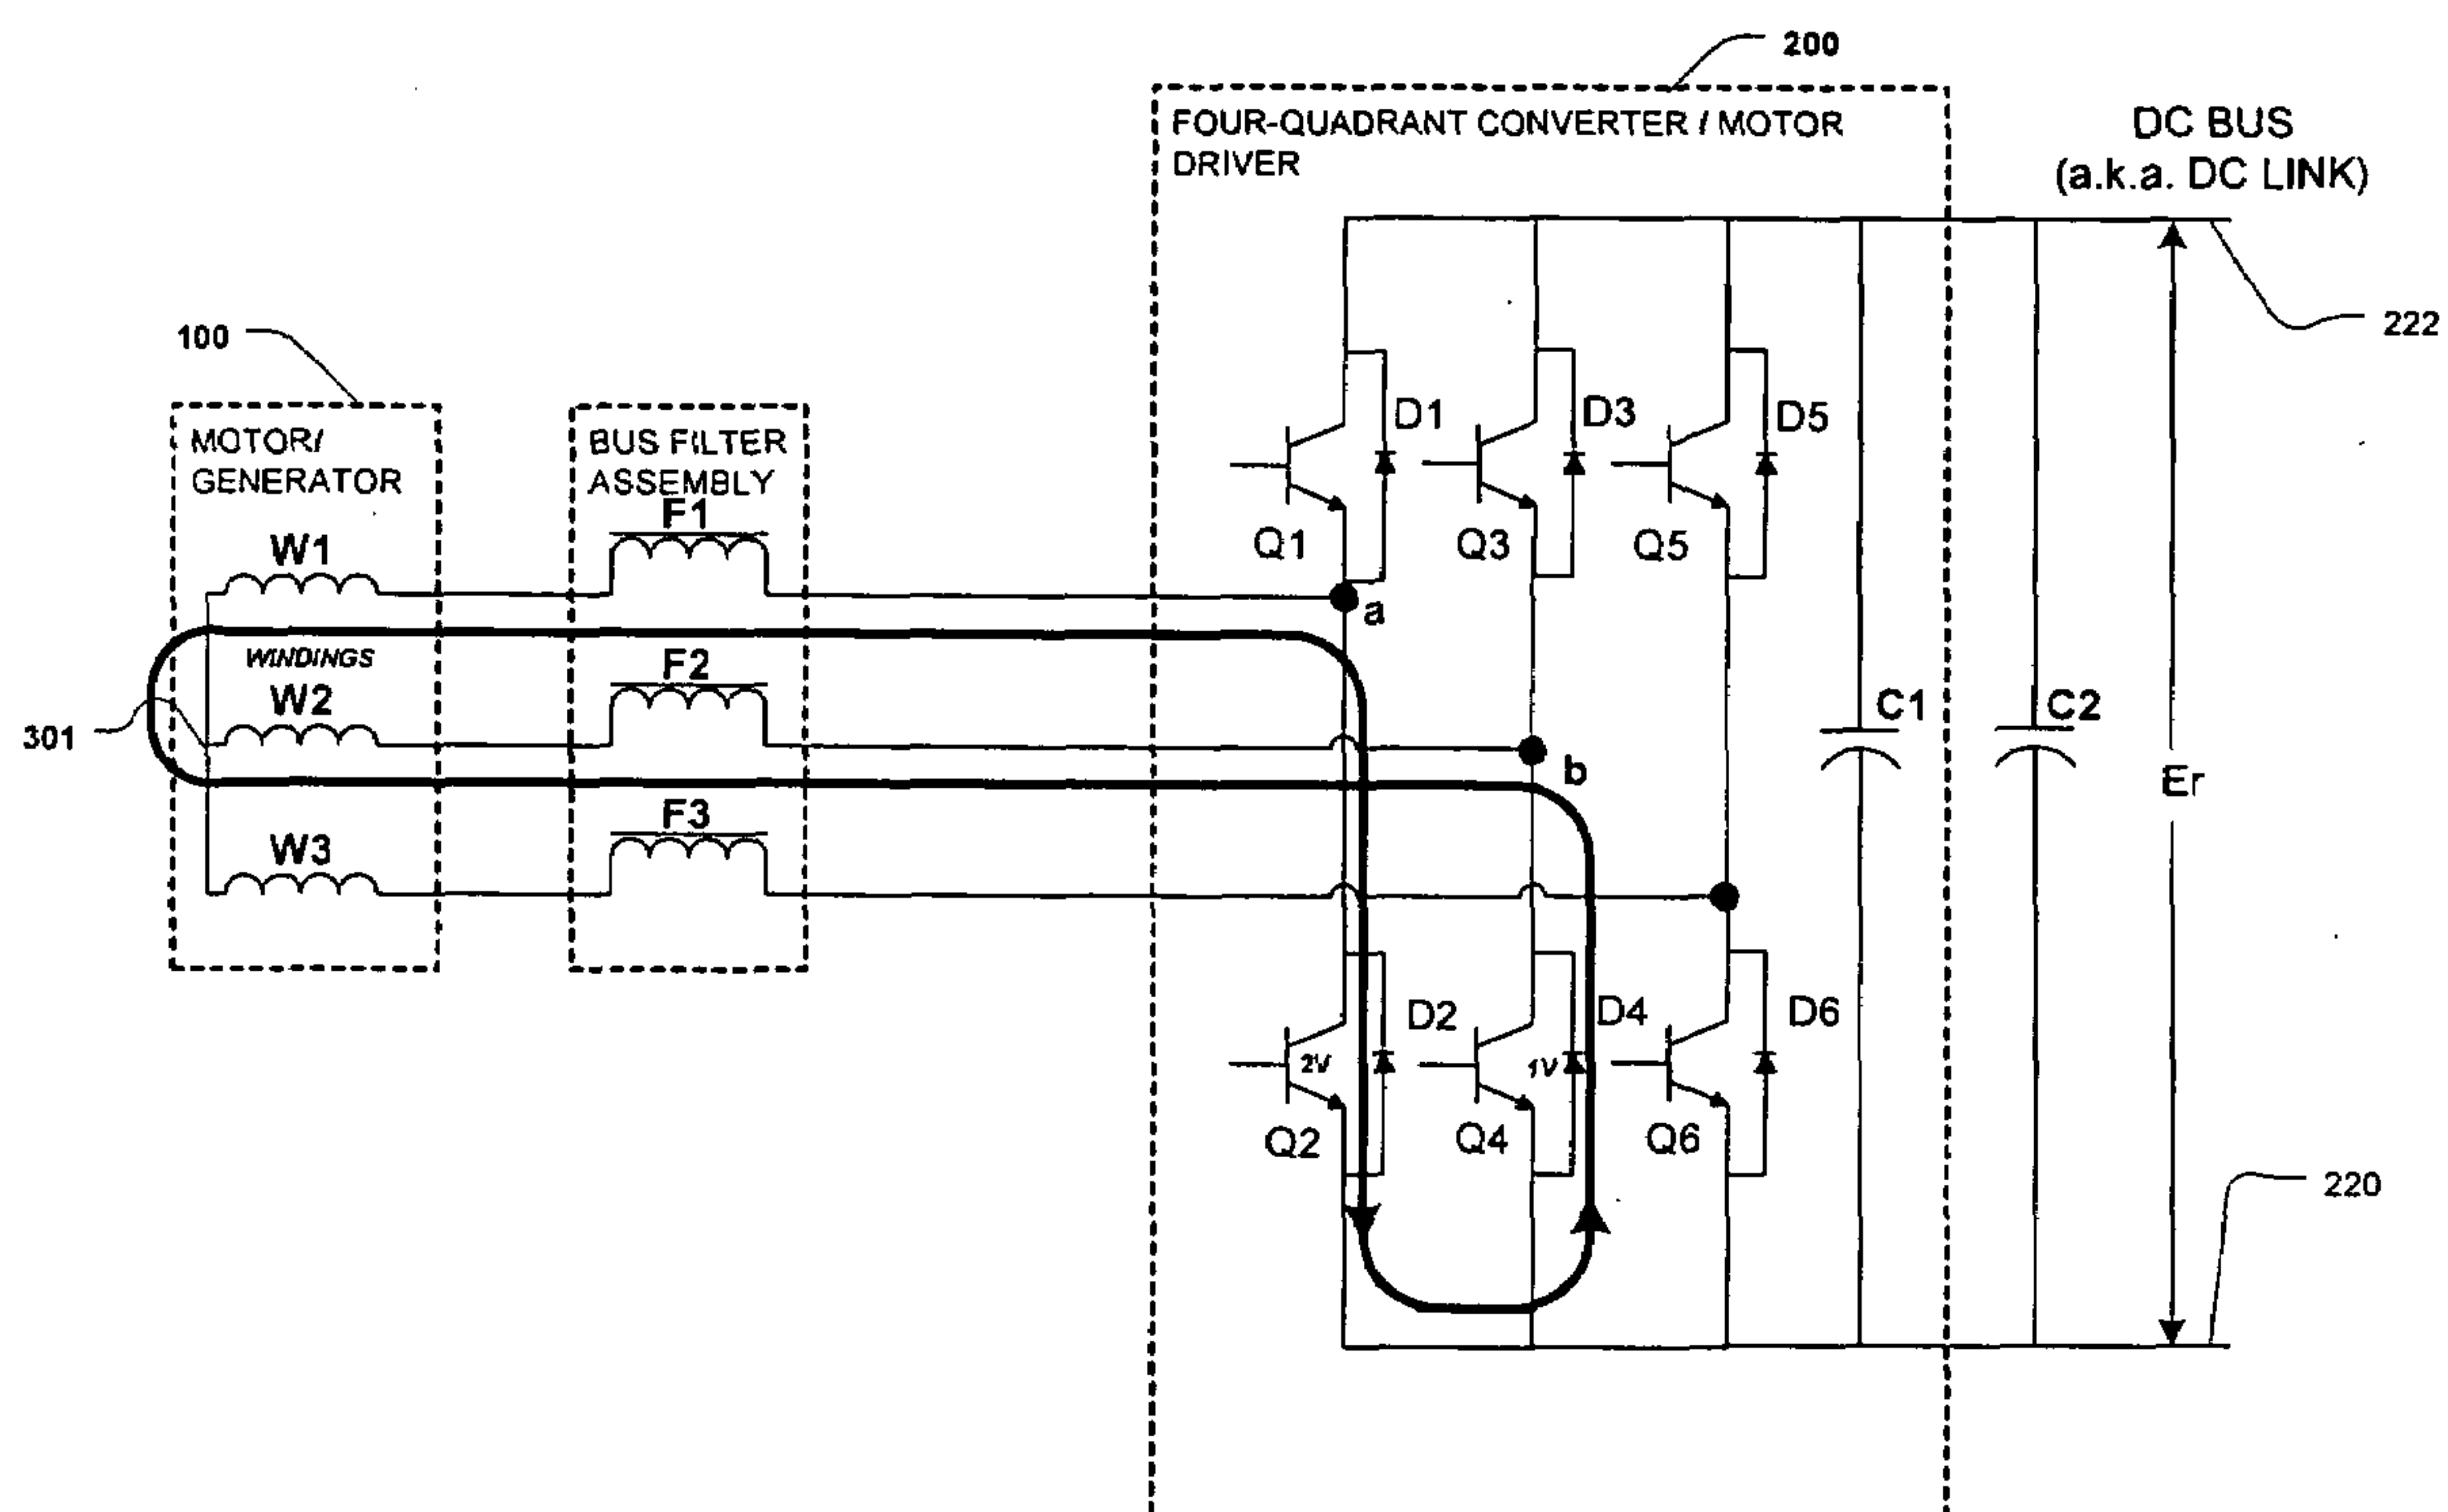 200
FOUR-QUADRANT CONVERTER / MOTOR
DRIVER
DC BUS
(a.k.a. DC LINK)
222
100
MOTOR/
GENERATOR
BUS FILTER
ASSEMBLY
D1
D3
D5
F1
Q1
Q3
Q5
W1
a
WINDINGS
F2
W2
301
C1
C2
b
Er
F3
W3
D2
D4
D6
2V
1V
Q2
Q4
Q6
220